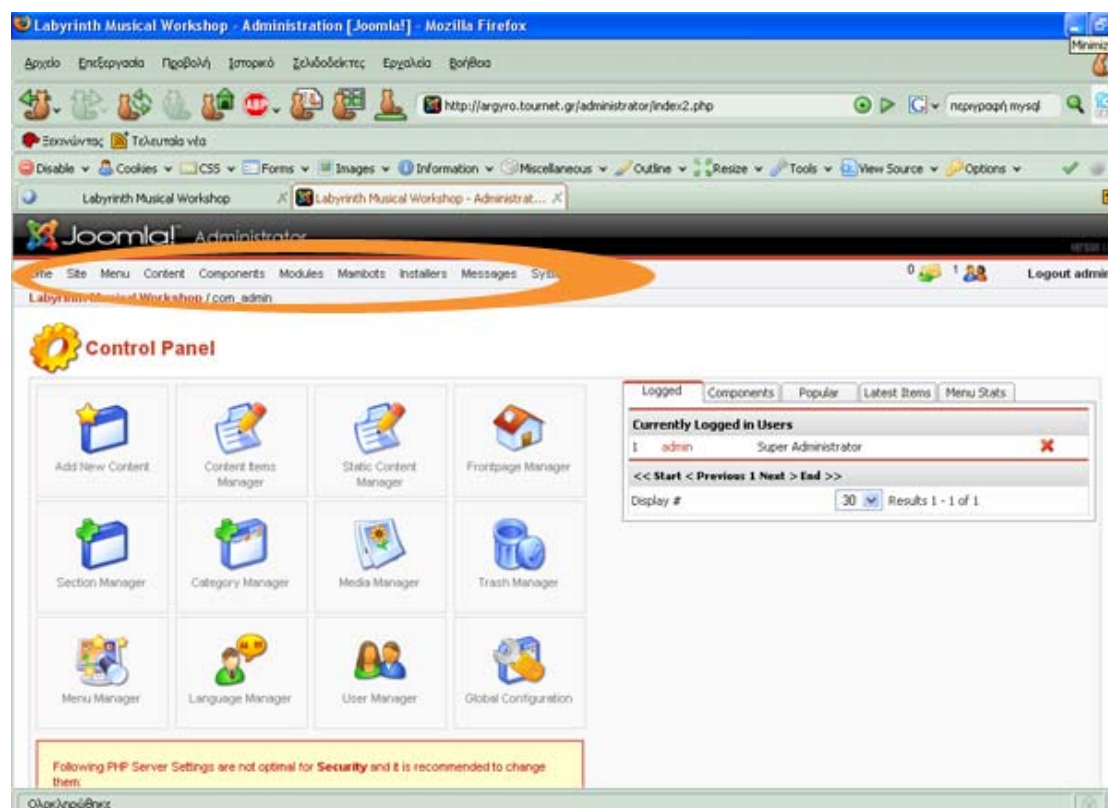 Labyrinth Musical Workshop - Administration [Joomla!] - Mozilla Firefox
Minimiz
Αρχείο Επεξεργασία Προβολή Ιστορικό Σελιδοδείκτες Εργαλεία Βοήθεια
ABP http://argyro.tournet.gr/administrator/index2.php G περιγραφή mysql
Ξεκινώντας Τελευταία νέα
Disable Cookies CSS Forms Images Information Miscellaneous Outline Resize Tools View Source Options
Labyrinth Musical Workshop Labyrinth Musical Workshop - Administrat...
Joomla! Administrator
Site Menu Content Components Modules Mambots Installers Messages 0 1 Logout admin
Labyrinth Musical Workshop / com_admin
Control Panel
Logged Components Popular Latest Items Menu Stats
Currently Logged in Users
1 admin Super Administrator
<< Start < Previous 1 Next > End >>
Display # 30 Results 1 - 1 of 1
Add New Content
Content Items Manager
Static Content Manager
Frontpage Manager
Section Manager
Category Manager
Media Manager
Trash Manager
Menu Manager
Language Manager
User Manager
Global Configuration
Following PHP Server Settings are not optimal for Security and it is recommended to change
them:
Ολοκληρώθηκε